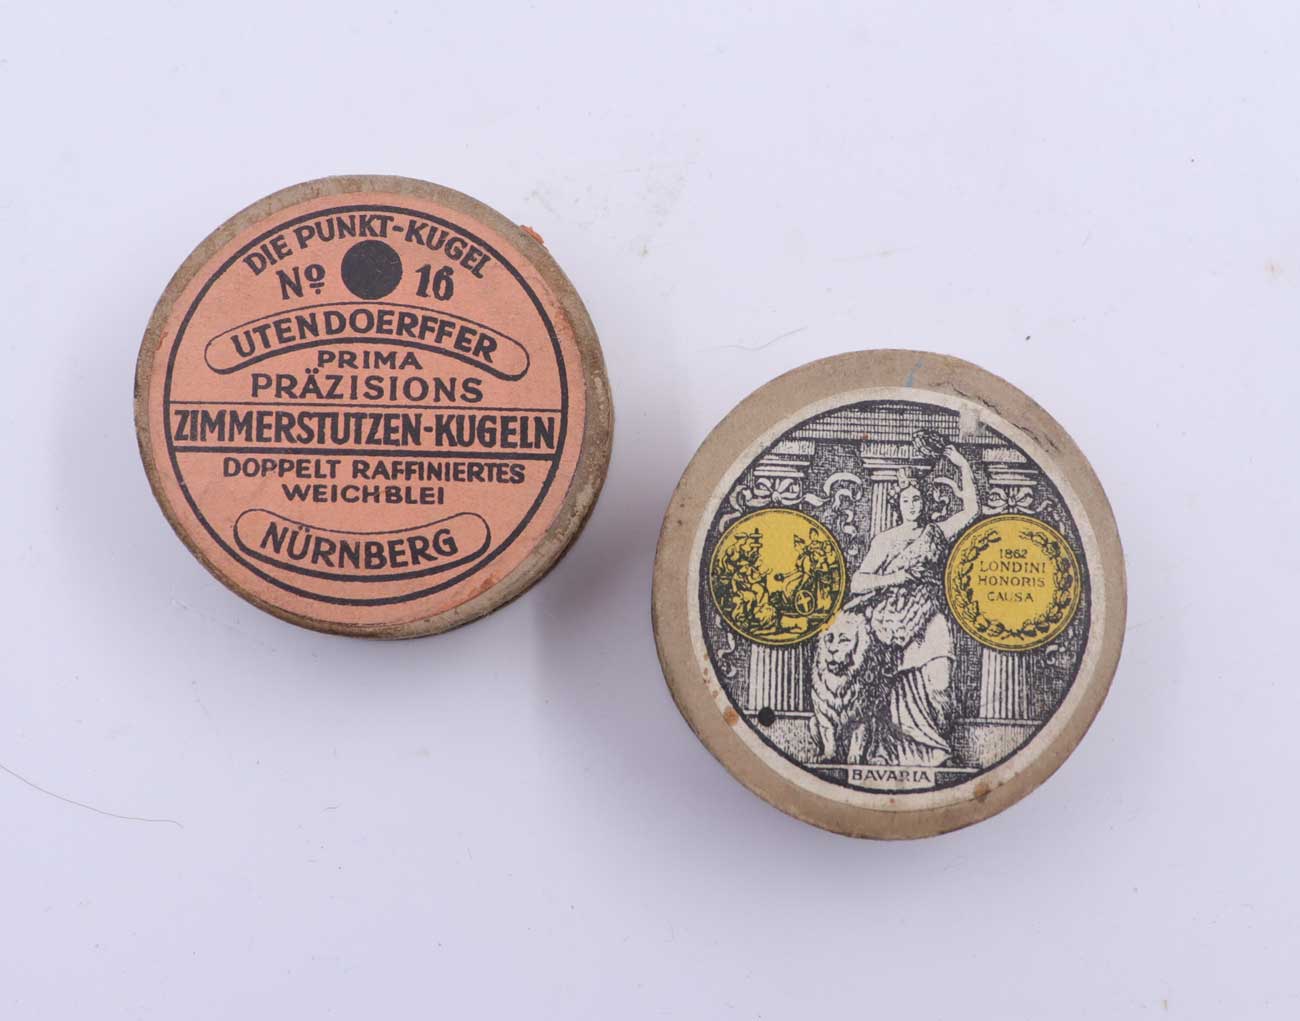 DIE PUNKT-KUGEL
Nº 16
UTENDOERFFER
PRIMA
PRÄZISIONS
ZIMMERSTUTZEN-KUGELN
DOPPELT RAFFINIERTES
WEICHBLEI
NÜRNBERG
1862
LONDINI
HONORIS
CAUSA
BAVARIA